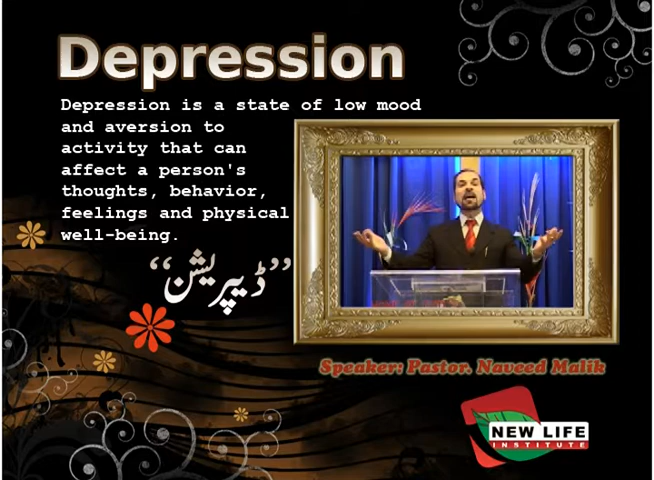 Depression
Depression is a state of low mood
and aversion to
activity that can
affect a person's
thoughts, behavior,
feelings and physical
well-being.
”ڈیپریشن“
Speaker: Pastor. Naveed Malik
NEW LIFE
INSTITUTE